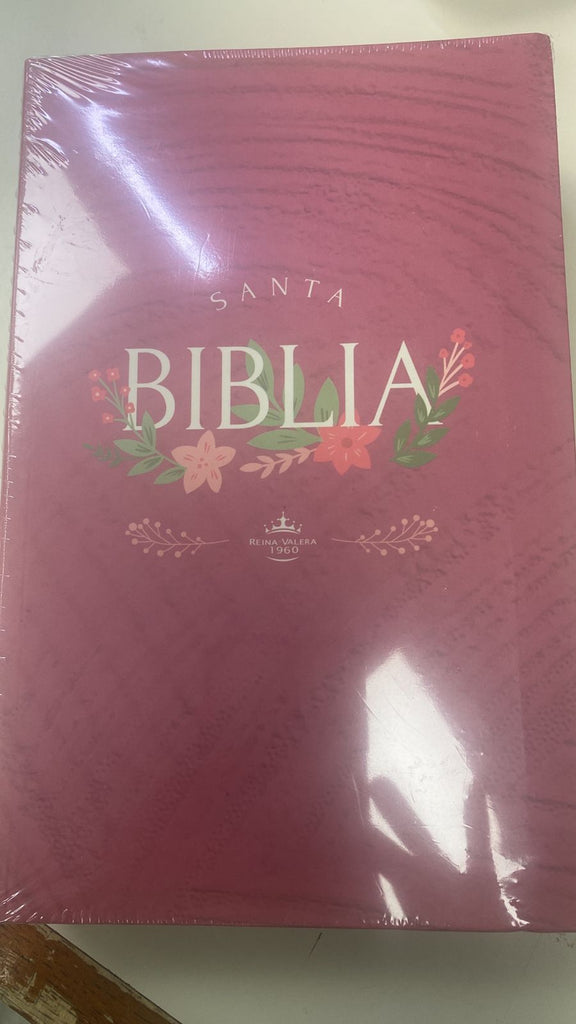 SANTA
BIBLIA
REINA VALERA
1960